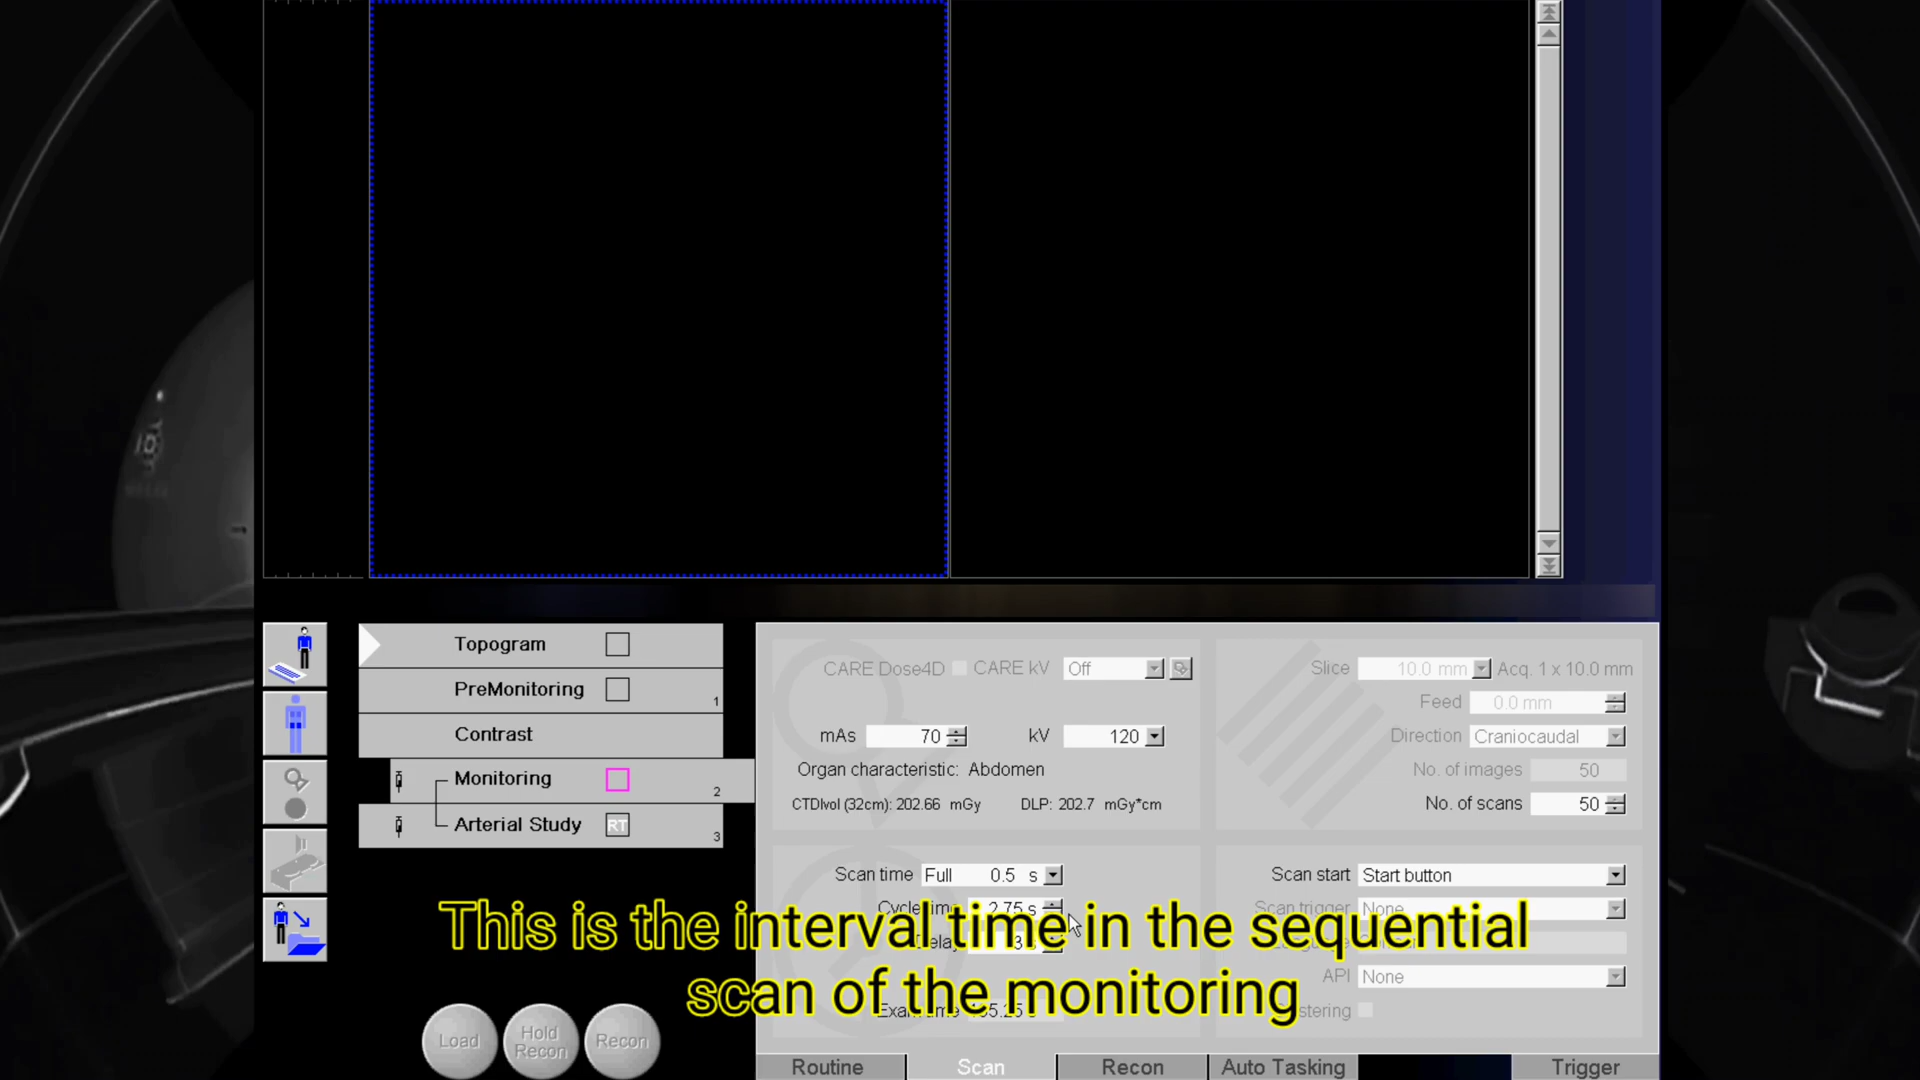 Topogram
PreMonitoring 1
Contrast
Monitoring 2
Arterial Study RT 3
Load
Hold Recon
Recon
CARE Dose4D CARE kV Off
mAs 70 kV 120
Organ characteristic: Abdomen
CTDIvol (32cm): 202.66 mGy DLP: 202.7 mGy*cm
Slice 10.0 mm Acq. 1 x 10.0 mm
Feed 0.0 mm
Direction Craniocaudal
No. of images 50
No. of scans 50
Scan time Full 0.5 s
2.75 s
Scan start Start button
Scan trigger None
API None
This is the interval time in the sequential
scan of the monitoring
Routine Scan Recon Auto Tasking Trigger